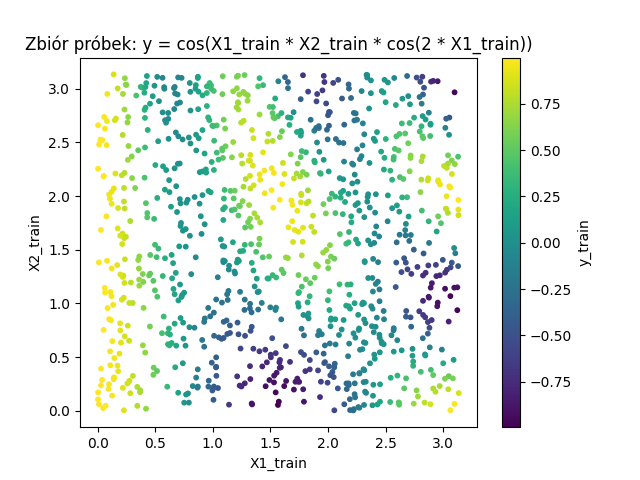 Zbiór próbek: y = cos(X1_train * X2_train * cos(2 * X1_train))
3.0
2.5
2.0
1.5
1.0
0.5
0.0
X2_train
0.0 0.5 1.0 1.5 2.0 2.5 3.0
X1_train
0.75
0.50
0.25
0.00
−0.25
−0.50
−0.75
y_train